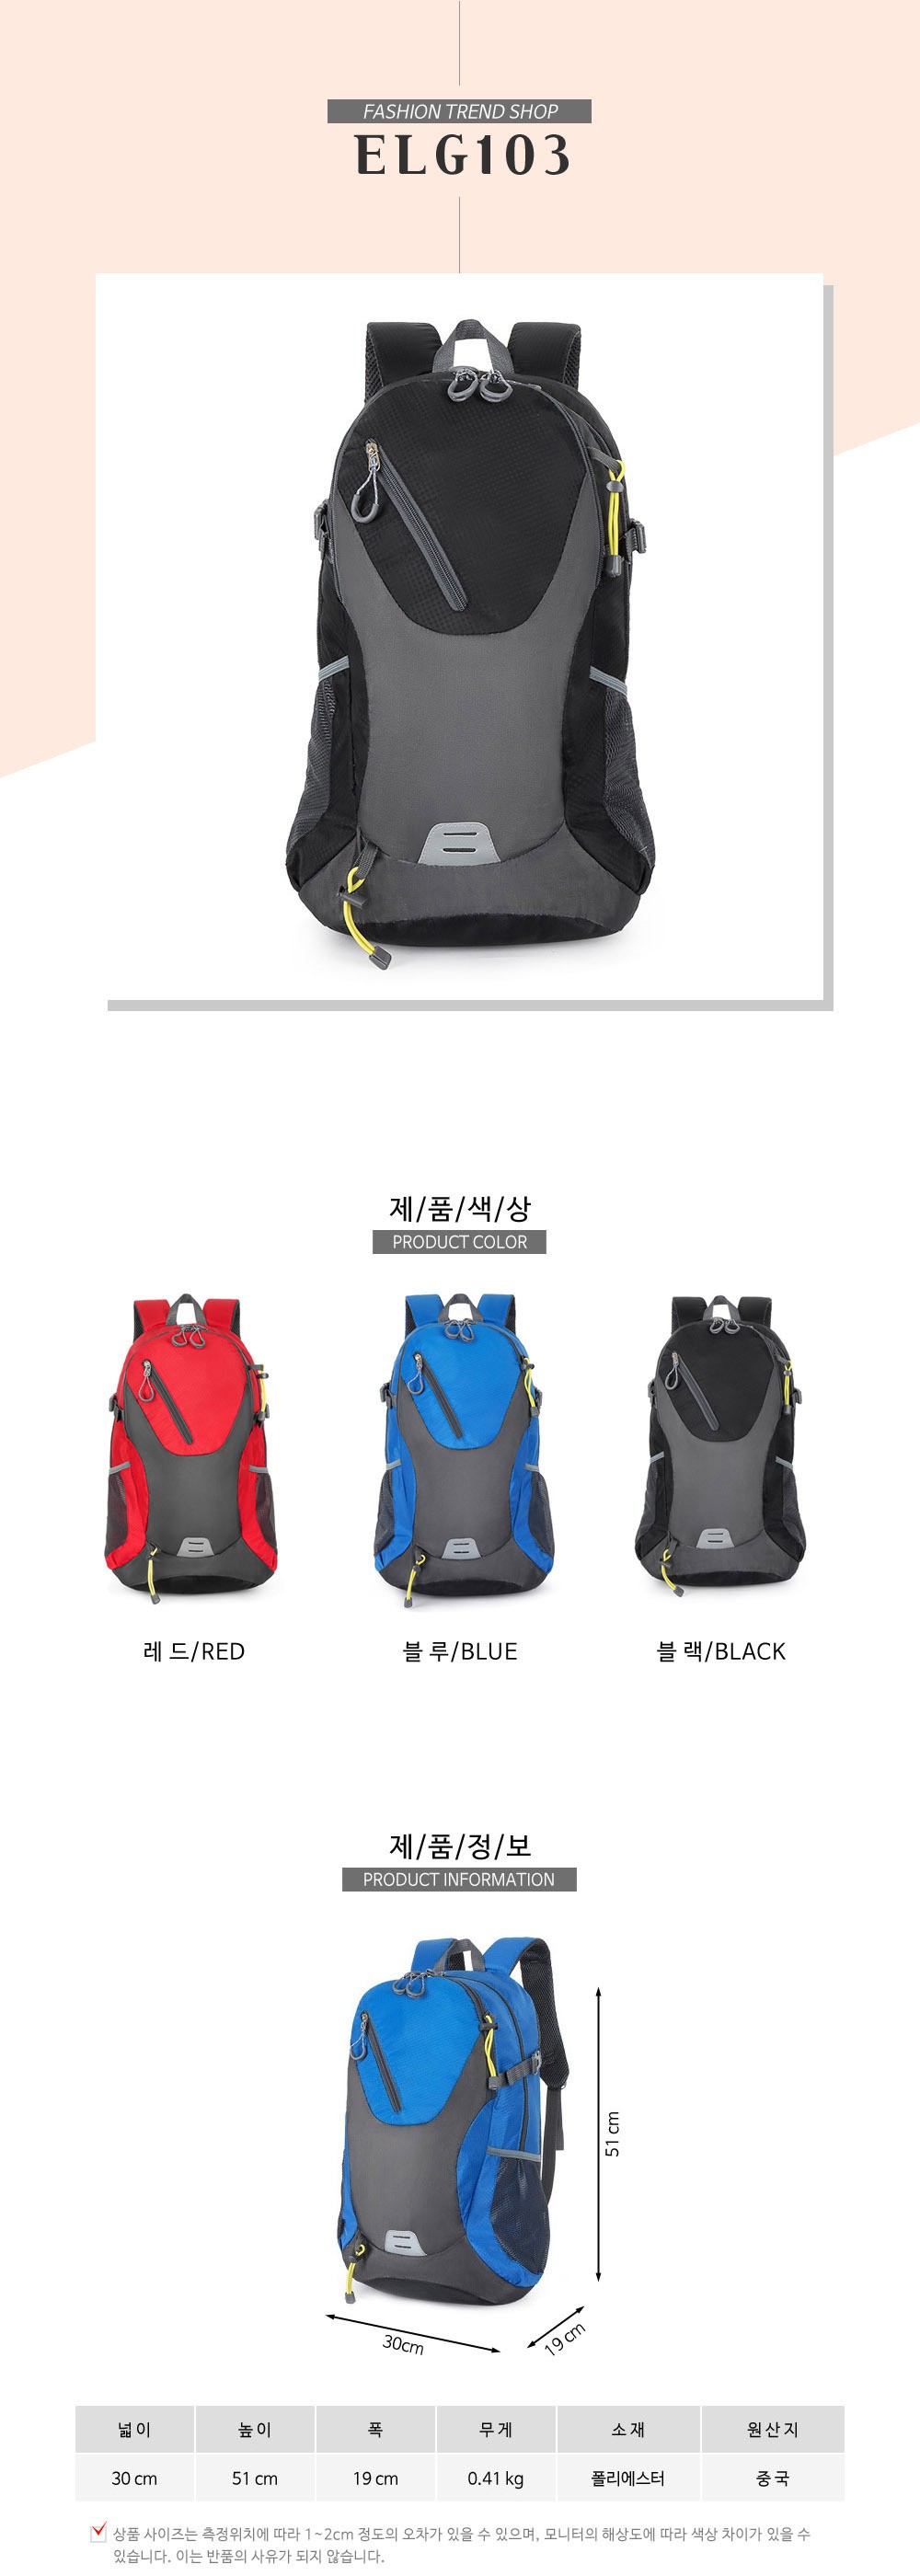 FASHION TREND SHOP
ELG103
제/품/색/상
PRODUCT COLOR
레 드/RED
블 루/BLUE
블 랙/BLACK
제/품/정/보
PRODUCT INFORMATION
51 cm
30cm
19 cm
넓 이 높 이 폭 무 게 소 재 원 산 지
30 cm 51 cm 19 cm 0.41 kg 폴리에스터 중 국
상품 사이즈는 측정위치에 따라 1~2cm 정도의 오차가 있을 수 있으며, 모니터의 해상도에 따라 색상 차이가 있을 수
있습니다. 이는 반품의 사유가 되지 않습니다.